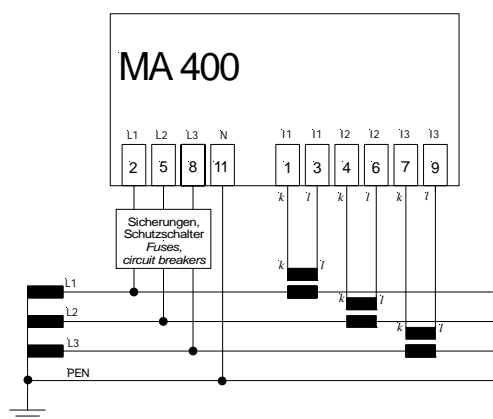 MA 400
L1 L2 L3 N I1 I1 I2 I2 I3 I3
2 5 8 11 1 3 4 6 7 9
k l k l k l
Sicherungen,
Schutzschalter
Fuses,
circuit breakers
k l
L1
k l
L2
k l
L3
PEN